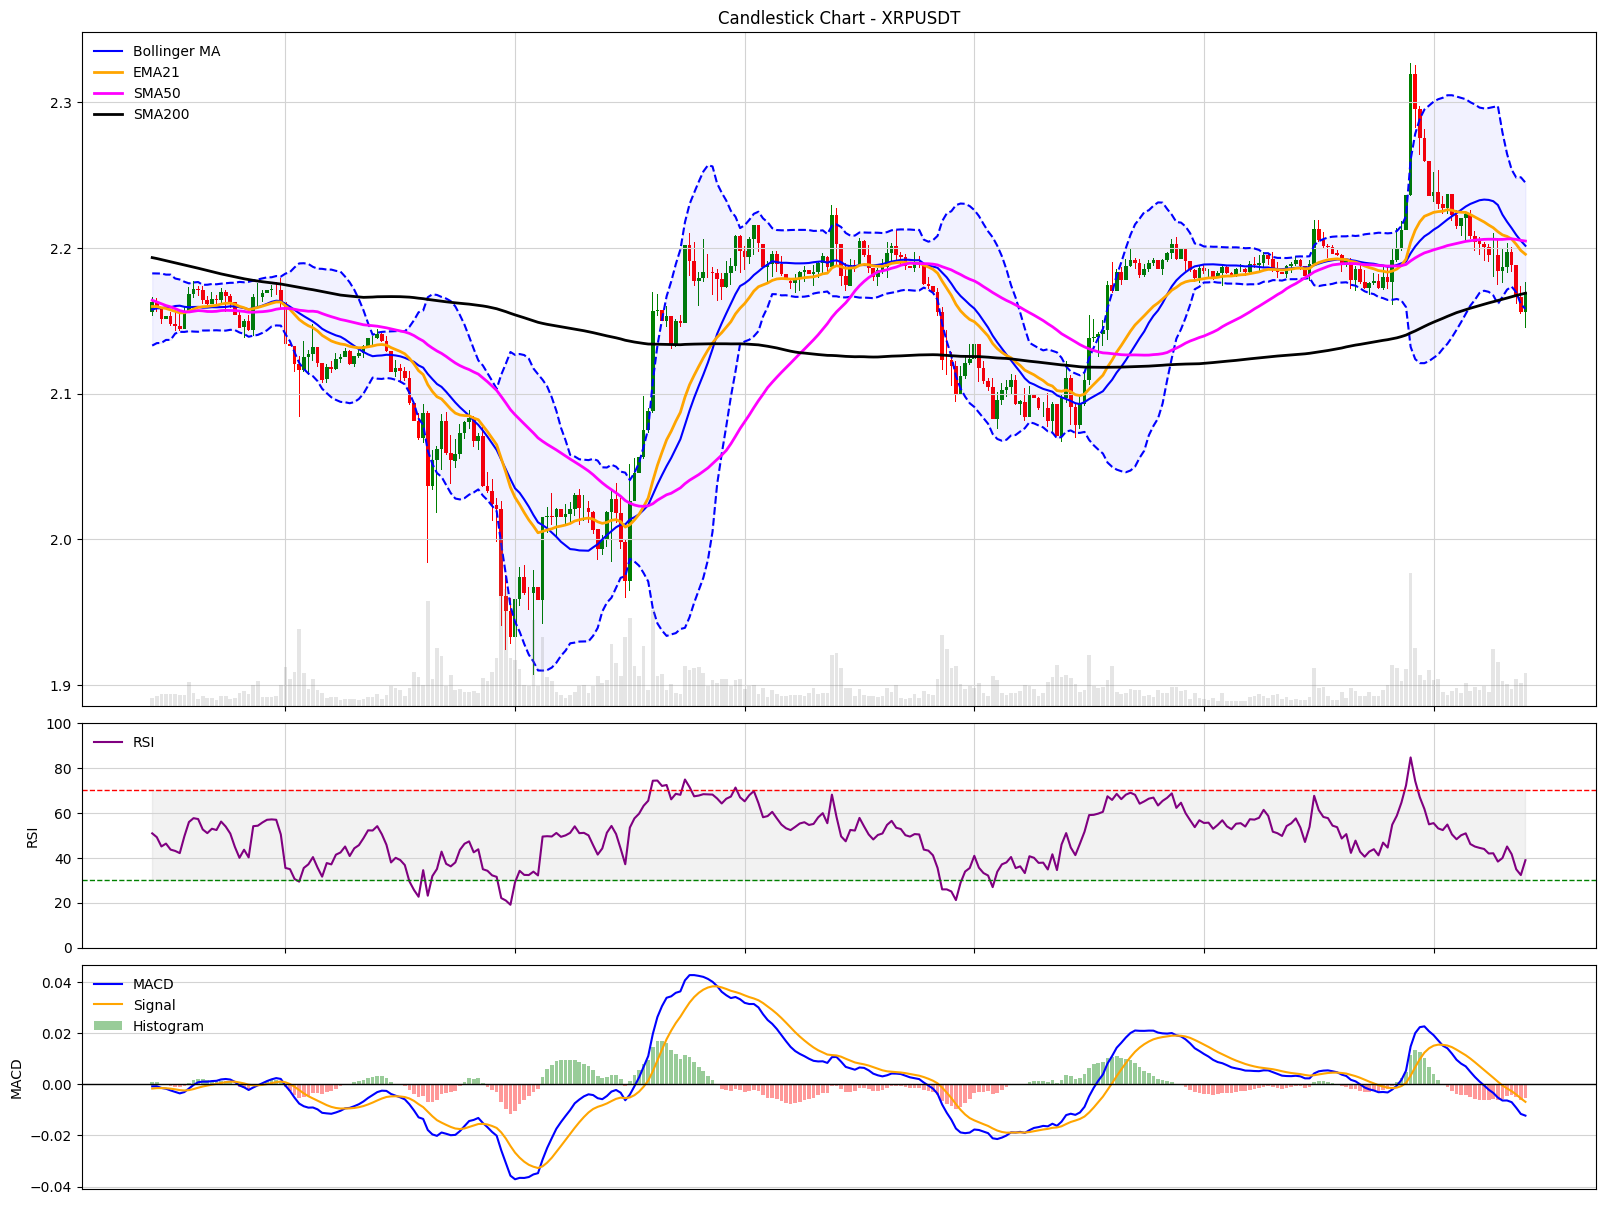 Candlestick Chart - XRPUSDT
Bollinger MA
EMA21
SMA50
SMA200
2.3
2.2
2.1
2.0
1.9
100
RSI
80
60
RSI
40
20
0
MACD
0.04
Signal
Histogram
0.02
MACD
0.00
−0.02
−0.04